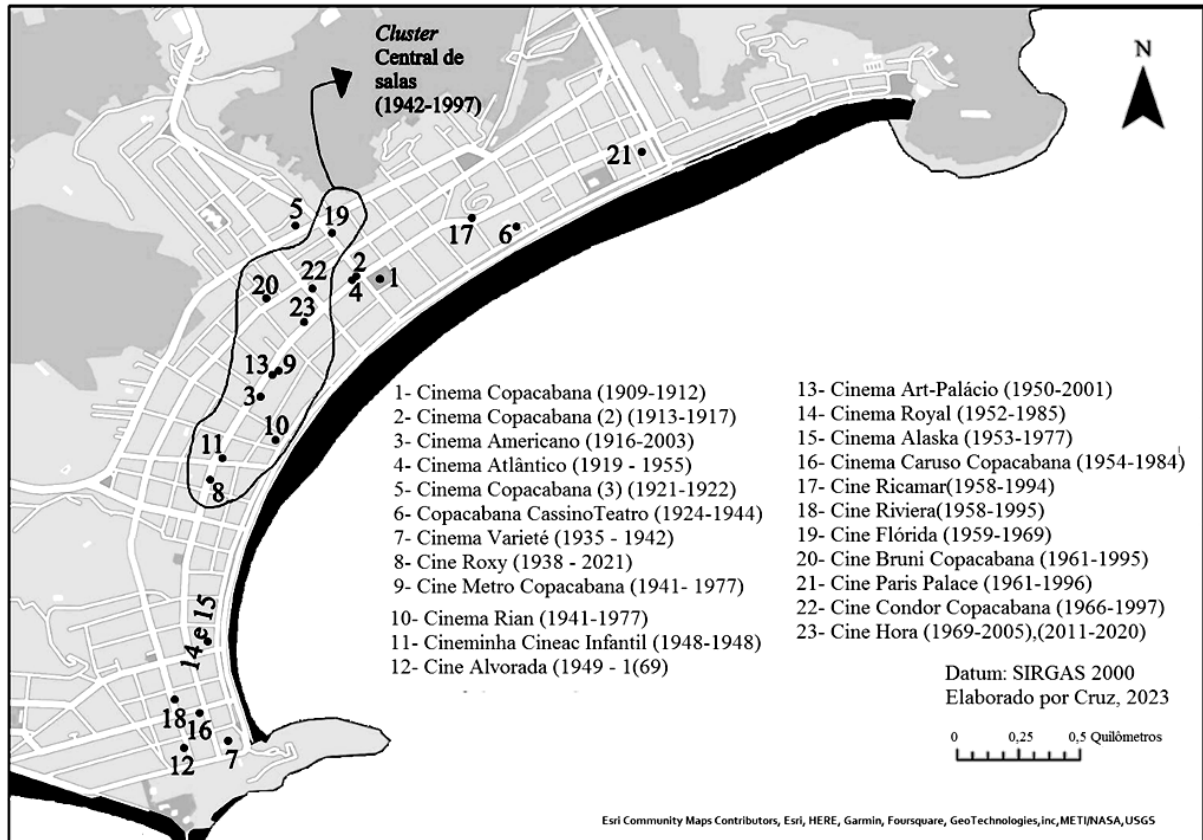 Cluster
Central de
salas
(1942-1997)
N
21
5
19
17
6
2
22
1
20
4
23
13
9
3
10
11
8
14 e 15
18
16
12
7
1- Cinema Copacabana (1909-1912)
2- Cinema Copacabana (2) (1913-1917)
3- Cinema Americano (1916-2003)
4- Cinema Atlântico (1919 - 1955)
5- Cinema Copacabana (3) (1921-1922)
6- Copacabana CassinoTeatro (1924-1944)
7- Cinema Varieté (1935 - 1942)
8- Cine Roxy (1938 - 2021)
9- Cine Metro Copacabana (1941- 1977)
10- Cinema Rian (1941-1977)
11- Cineminha Cineac Infantil (1948-1948)
12- Cine Alvorada (1949 - 1(69)
13- Cinema Art-Palácio (1950-2001)
14- Cinema Royal (1952-1985)
15- Cinema Alaska (1953-1977)
16- Cinema Caruso Copacabana (1954-1984)
17- Cine Ricamar(1958-1994)
18- Cine Riviera(1958-1995)
19- Cine Flórida (1959-1969)
20- Cine Bruni Copacabana (1961-1995)
21- Cine Paris Palace (1961-1996)
22- Cine Condor Copacabana (1966-1997)
23- Cine Hora (1969-2005),(2011-2020)
Datum: SIRGAS 2000
Elaborado por Cruz, 2023
0 0,25 0,5 Quilômetros
Esri Community Maps Contributors, Esri, HERE, Garmin, Foursquare, GeoTechnologies,inc,METI/NASA,USGS